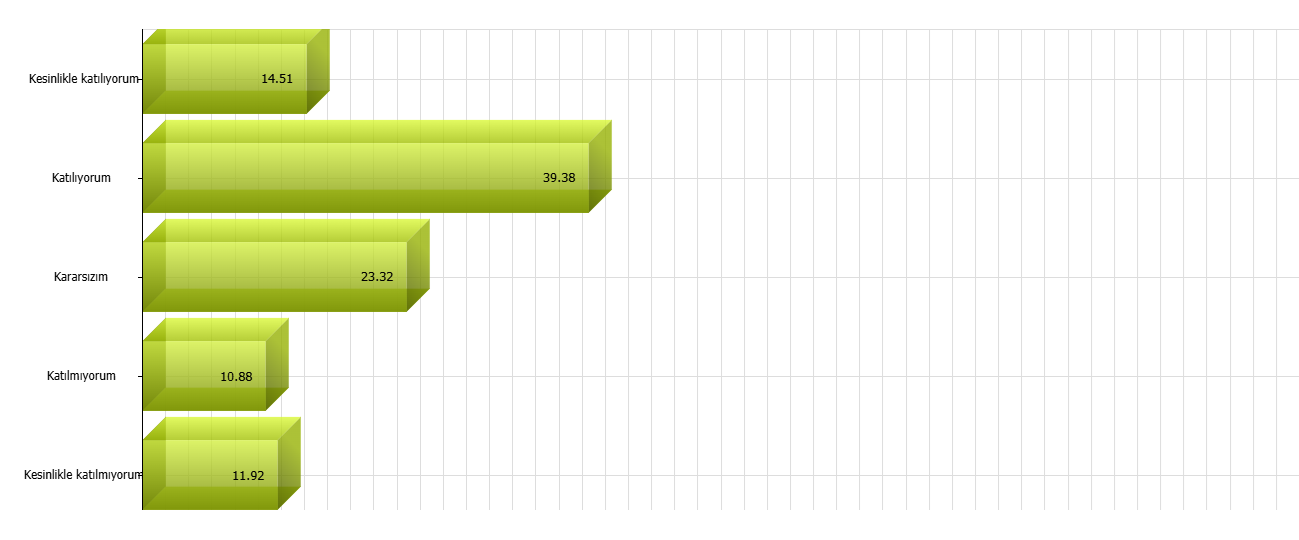 Kesinlikle katılıyorum
14.51
Katılıyorum
39.38
Kararsızım
23.32
Katılmıyorum
10.88
Kesinlikle katılmıyorum
11.92